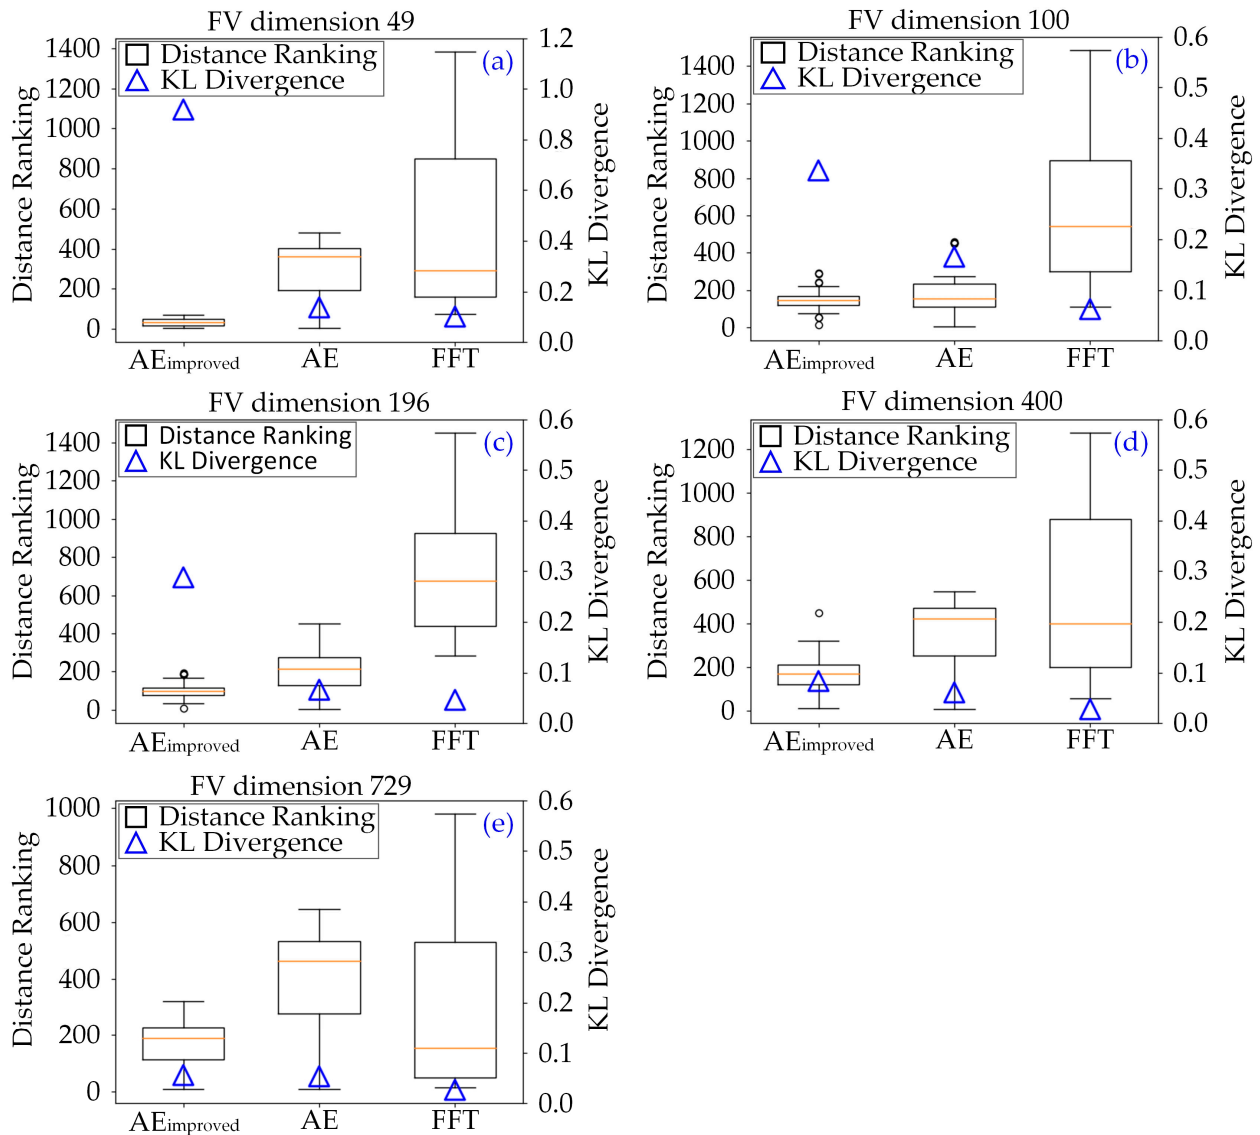 FV dimension 49
Distance Ranking
KL Divergence
(a)
1400
1200
1000
800
600
400
200
0
Distance Ranking
1.2
1.0
0.8
0.6
0.4
0.2
0.0
KL Divergence
AEimproved AE FFT
FV dimension 100
Distance Ranking
KL Divergence
(b)
1400
1200
1000
800
600
400
200
0
Distance Ranking
0.6
0.5
0.4
0.3
0.2
0.1
0.0
KL Divergence
AEimproved AE FFT
FV dimension 196
Distance Ranking
KL Divergence
(c)
1400
1200
1000
800
600
400
200
0
Distance Ranking
0.6
0.5
0.4
0.3
0.2
0.1
0.0
KL Divergence
AEimproved AE FFT
FV dimension 400
Distance Ranking
KL Divergence
(d)
1200
1000
800
600
400
200
0
Distance Ranking
0.6
0.5
0.4
0.3
0.2
0.1
0.0
KL Divergence
AEimproved AE FFT
FV dimension 729
Distance Ranking
KL Divergence
(e)
1000
800
600
400
200
0
Distance Ranking
0.6
0.5
0.4
0.3
0.2
0.1
0.0
KL Divergence
AEimproved AE FFT